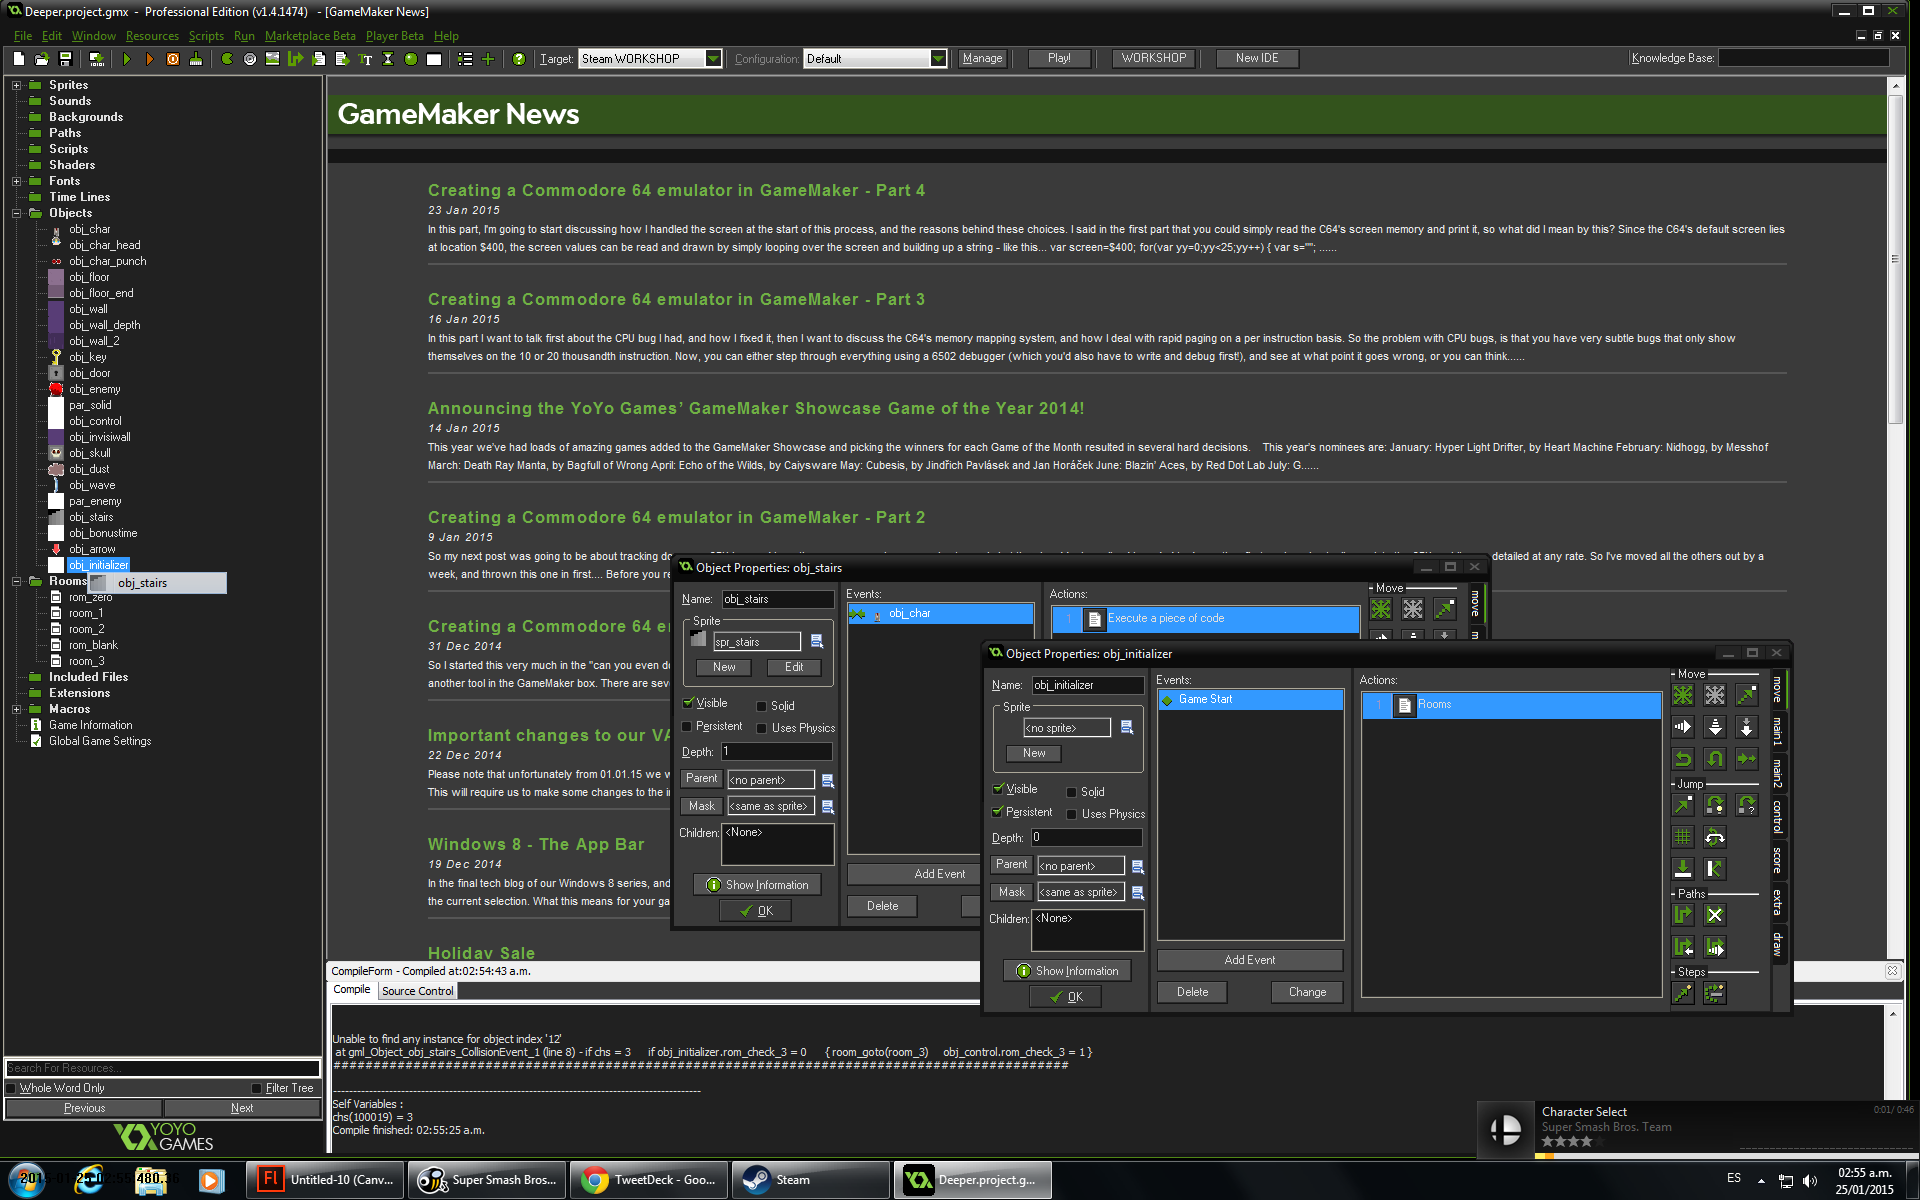 Deeper.project.gmx - Professional Edition (v1.4.1474) - [GameMaker News]
File Edit Window Resources Scripts Run Marketplace Beta Player Beta Help
Target: Steam WORKSHOP Configuration: Default Manage Play! WORKSHOP New IDE Knowledge Base:
Sprites
Sounds
Backgrounds
Paths
Scripts
Shaders
Fonts
Time Lines
Objects
obj_char
obj_char_head
obj_char_punch
obj_floor
obj_floor_end
obj_wall
obj_wall_depth
obj_wall_2
obj_key
obj_door
obj_enemy
par_solid
obj_control
obj_invisiwall
obj_skull
obj_dust
obj_wave
par_enemy
obj_stairs
obj_bonustime
obj_arrow
obj_initializer
Rooms
obj_stairs
rom_zero
room_1
room_2
rom_blank
room_3
Included Files
Extensions
Macros
Game Information
Global Game Settings
Search For Resources...
Whole Word Only Filter Tree
Previous Next
YOYO
GAMES
GameMaker News
Creating a Commodore 64 emulator in GameMaker - Part 4
23 Jan 2015
In this part, I'm going to start discussing how I handled the screen at the start of this process, and the reasons behind these choices. I said in the first part that you could simply read the C64's screen memory and print it, so what did I mean by this? Since the C64's default screen lies
at location $400, the screen values can be read and drawn by simply looping over the screen and building up a string - like this... var screen=$400; for(var yy=0;yy<25;yy++) { var s=""; ......
Creating a Commodore 64 emulator in GameMaker - Part 3
16 Jan 2015
In this part I want to talk first about the CPU bug I had, and how I fixed it, then I want to discuss the C64's memory mapping system, and how I deal with rapid paging on a per instruction basis. So the problem with CPU bugs, is that you have very subtle bugs that only show
themselves on the 10 or 20 thousandth instruction. Now, you can either step through everything using a 6502 debugger (which you'd also have to write and debug first!), and see at what point it goes wrong, or you can think......
Announcing the YoYo Games' GameMaker Showcase Game of the Year 2014!
14 Jan 2015
This year we've had loads of amazing games added to the GameMaker Showcase and picking the winners for each Game of the Month resulted in several hard decisions. This year's nominees are: January: Hyper Light Drifter, by Heart Machine February: Nidhogg, by Messhof
March: Death Ray Manta, by Bagfull of Wrong April: Echo of the Wilds, by Caiysware May: Cubesis, by Jindřich Pavlásek and Jan Horáček June: Blazin' Aces, by Red Dot Lab July: G......
Creating a Commodore 64 emulator in GameMaker - Part 2
9 Jan 2015
So my next post was going to be about tracking do
detailed at any rate. So I've moved all the others out by a
week, and thrown this one in first.... Before you re
Creating a Commodore 64 e
31 Dec 2014
So I started this very much in the "can you even d
another tool in the GameMaker box. There are sev
Important changes to our VA
22 Dec 2014
Please note that unfortunately from 01.01.15 we w
This will require us to make some changes to the i
Windows 8 - The App Bar
19 Dec 2014
In the final tech blog of our Windows 8 series, and
the current selection. What this means for your ga
Holiday Sale
Object Properties: obj_stairs
Name: obj_stairs
Sprite
spr_stairs
New Edit
Visible Solid
Persistent Uses Physics
Depth: 1
Parent <no parent>
Mask <same as sprite>
Children: <None>
Show Information
OK
Events:
obj_char
Add Event
Delete
Actions:
1 Execute a piece of code
Move
move
Object Properties: obj_initializer
Name: obj_initializer
Sprite
<no sprite>
New
Visible Solid
Persistent Uses Physics
Depth: 0
Parent <no parent>
Mask <same as sprite>
Children: <None>
Show Information
OK
Events:
Game Start
Add Event
Delete Change
Actions:
1 Rooms
Move
Jump
Paths
Steps
move
main1
main2
control
score
extra
draw
CompileForm - Compiled at:02:54:43 a.m.
Compile Source Control
Unable to find any instance for object index '12'
at gml_Object_obj_stairs_CollisionEvent_1 (line 8) - if chs = 3 if obj_initializer.rom_check_3 = 0 { room_goto(room_3) obj_control.rom_check_3 = 1 }
Self Variables :
chs(100019) = 3
Compile finished: 02:55:25 a.m.
Character Select
0:01/ 0:46
Super Smash Bros. Team
2015-01-25 02:55 480.36
Untitled-10 (Canv...
Super Smash Bros...
TweetDeck - Goo...
Steam
Deeper.project.g...
ES
02:55 a.m.
25/01/2015